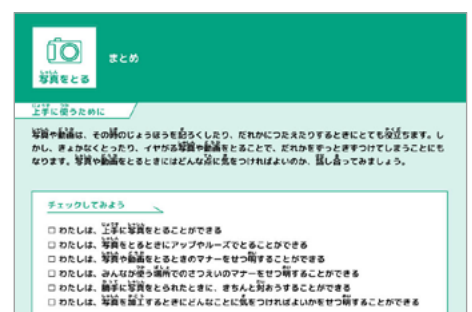 まとめ
写真をとる
上手に使うために
写真や動画は、その時のじょうほうを記ろくしたり、だれかにつたえたりするときにとても役立ちます。し
かし、きょかなくとったり、イヤがる写真や動画をとることで、だれかをずっときずつけてしまうことにも
なります。写真や動画をとるときにはどんな点に気をつければよいのか、話し合ってみましょう。
チェックしてみよう
□ わたしは、上手に写真をとることができる
□ わたしは、写真をとるときにアップやルーズでとることができる
□ わたしは、写真や動画をとるときのマナーをせつ明することができる
□ わたしは、みんなが使う場所でのさつえいのマナーをせつ明することができる
□ わたしは、勝手に写真をとられたときに、きちんと対おうすることができる
□ わたしは、写真を加工するときにどんなことに気をつければよいかをせつ明することができる